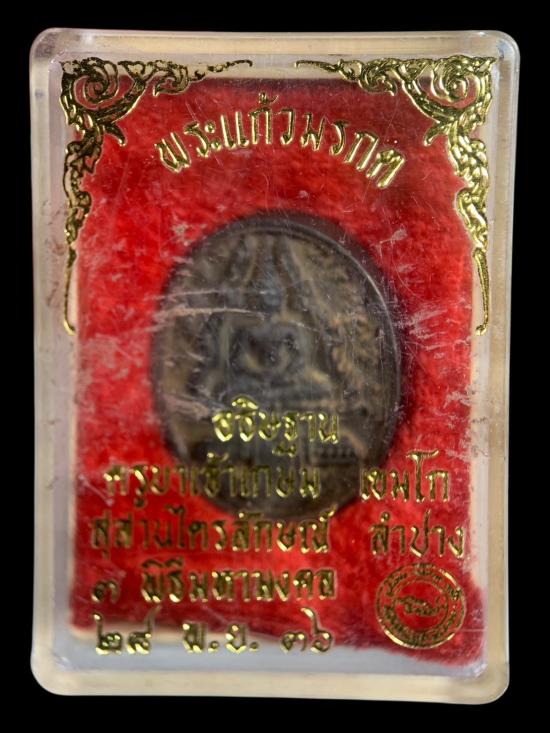 พระแก้วมรกต
อธิษฐาน
ครูบาเจ้าเกษม เขมโก
สุสานไตรลักษณ์ ลำปาง
๓ พิธีมหามงคล
๒๘ มิ.ย. ๓๖